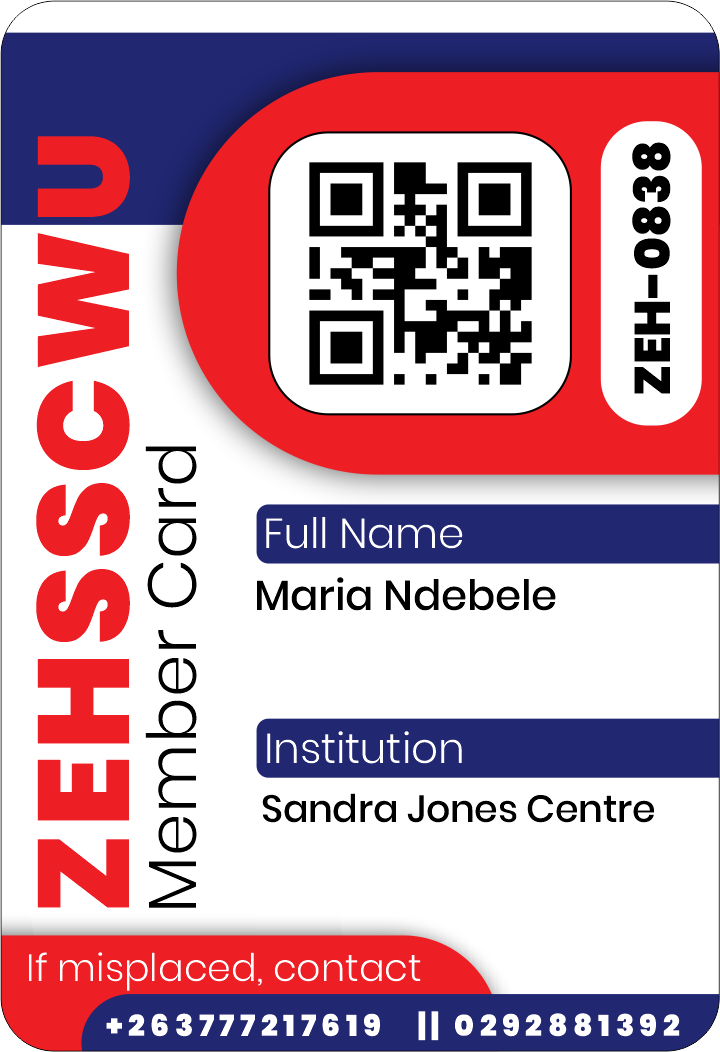 ZEHSSCWU
Member Card
ZEH-0838
Full Name
Maria Ndebele
Institution
Sandra Jones Centre
If misplaced, contact
+263777217619 || 0292881392